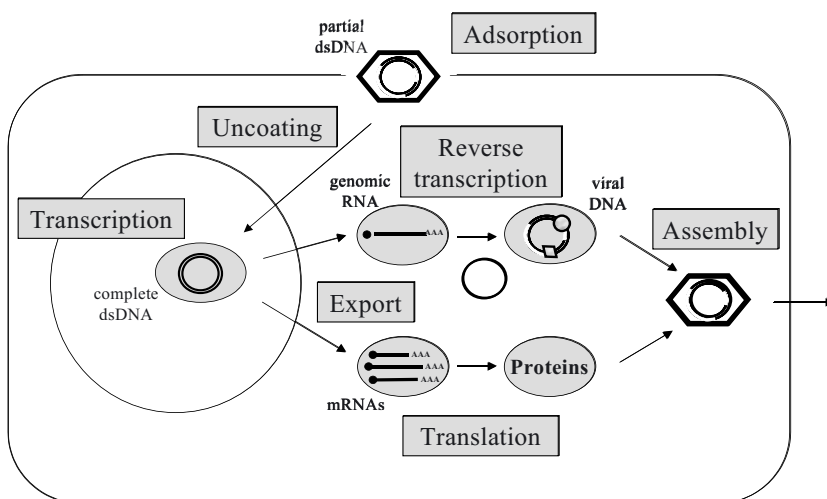 partial
dsDNA
Adsorption
Uncoating
Reverse
transcription
genomic
RNA
viral
DNA
Transcription
AAA
Assembly
complete
dsDNA
Export
AAA
AAA
AAA
Proteins
mRNAs
Translation